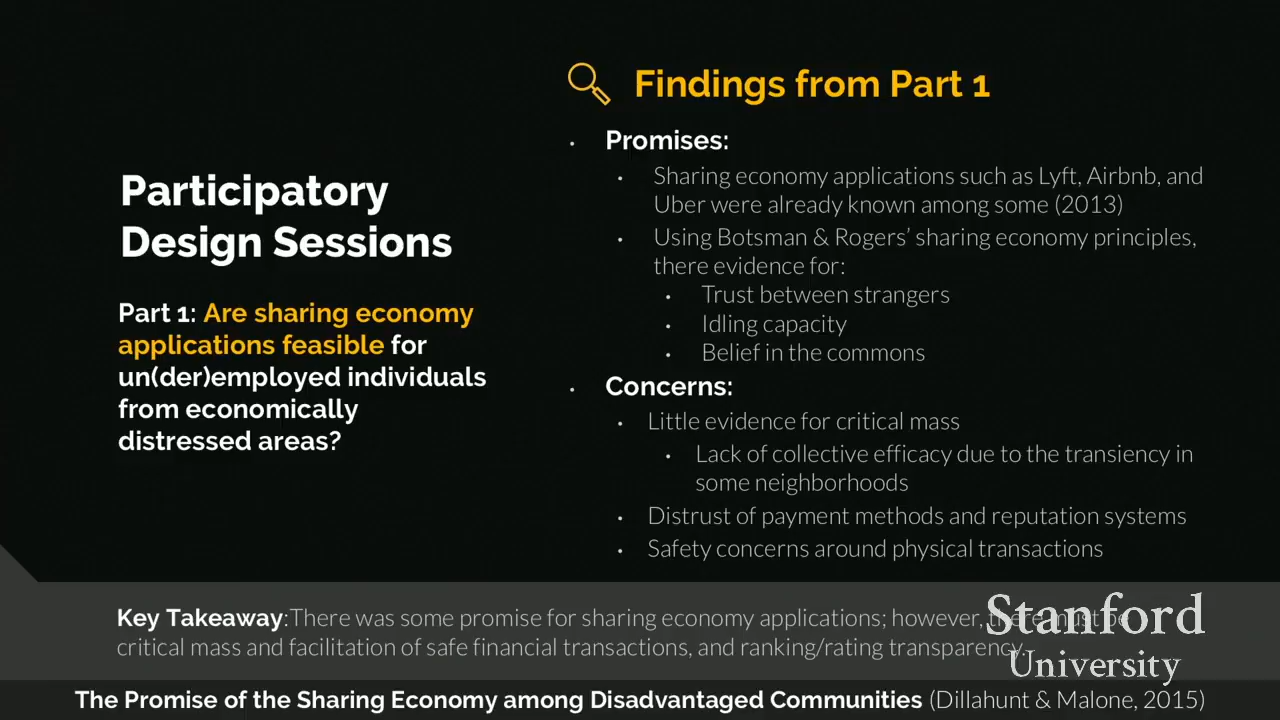 Participatory
Design Sessions
Part 1: Are sharing economy
applications feasible for
un(der)employed individuals
from economically
distressed areas?
Findings from Part 1
• Promises:
• Sharing economy applications such as Lyft, Airbnb, and
Uber were already known among some (2013)
• Using Botsman & Rogers' sharing economy principles,
there evidence for:
• Trust between strangers
• Idling capacity
• Belief in the commons
• Concerns:
• Little evidence for critical mass
• Lack of collective efficacy due to the transiency in
some neighborhoods
• Distrust of payment methods and reputation systems
• Safety concerns around physical transactions
Key Takeaway:There was some promise for sharing economy applications; however, there must be
critical mass and facilitation of safe financial transactions, and ranking/rating transparency.
Stanford
University
The Promise of the Sharing Economy among Disadvantaged Communities (Dillahunt & Malone, 2015)